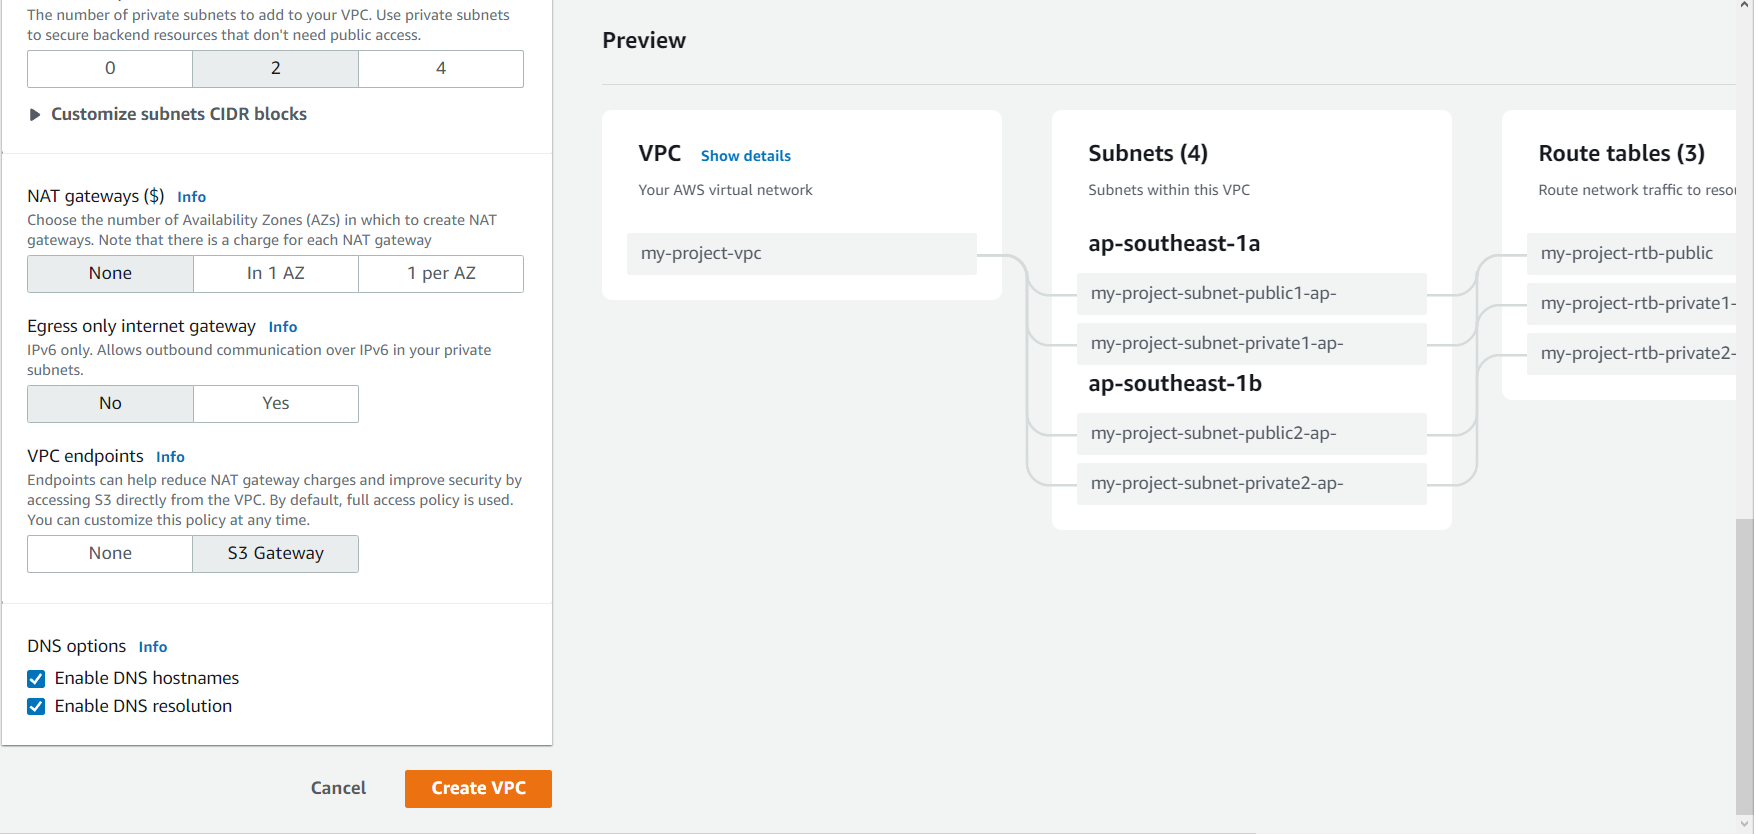 The number of private subnets to add to your VPC. Use private subnets
to secure backend resources that don't need public access.
0
2
4
Customize subnets CIDR blocks
NAT gateways ($) Info
Choose the number of Availability Zones (AZs) in which to create NAT
gateways. Note that there is a charge for each NAT gateway
None
In 1 AZ
1 per AZ
Egress only internet gateway Info
IPv6 only. Allows outbound communication over IPv6 in your private
subnets.
No
Yes
VPC endpoints Info
Endpoints can help reduce NAT gateway charges and improve security by
accessing S3 directly from the VPC. By default, full access policy is used.
You can customize this policy at any time.
None
S3 Gateway
DNS options Info
Enable DNS hostnames
Enable DNS resolution
Cancel
Create VPC
Preview
VPC Show details
Your AWS virtual network
my-project-vpc
Subnets (4)
Subnets within this VPC
ap-southeast-1a
my-project-subnet-public1-ap-
my-project-subnet-private1-ap-
ap-southeast-1b
my-project-subnet-public2-ap-
my-project-subnet-private2-ap-
Route tables (3)
Route network traffic to
my-project-rtb-public
my-project-rtb-private1-
my-project-rtb-private2-